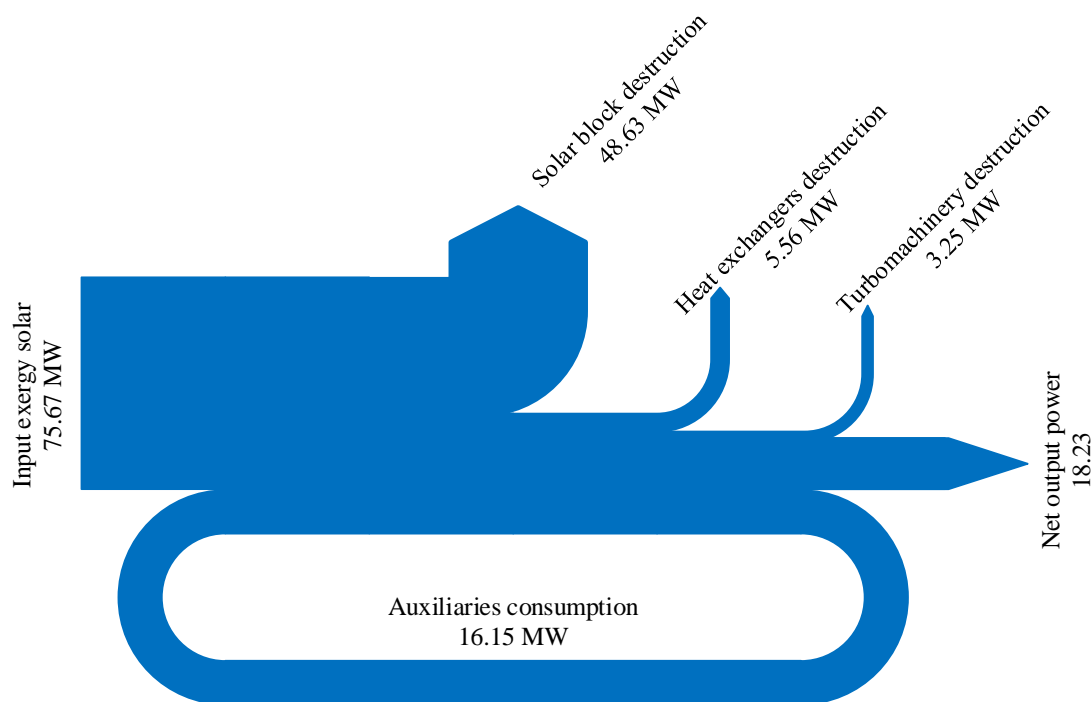 Input exergy solar
75.67 MW
Solar block destruction
48.63 MW
Heat exchangers destruction
5.56 MW
Turbomachinery destruction
3.25 MW
Net output power
18.23
Auxiliaries consumption
16.15 MW